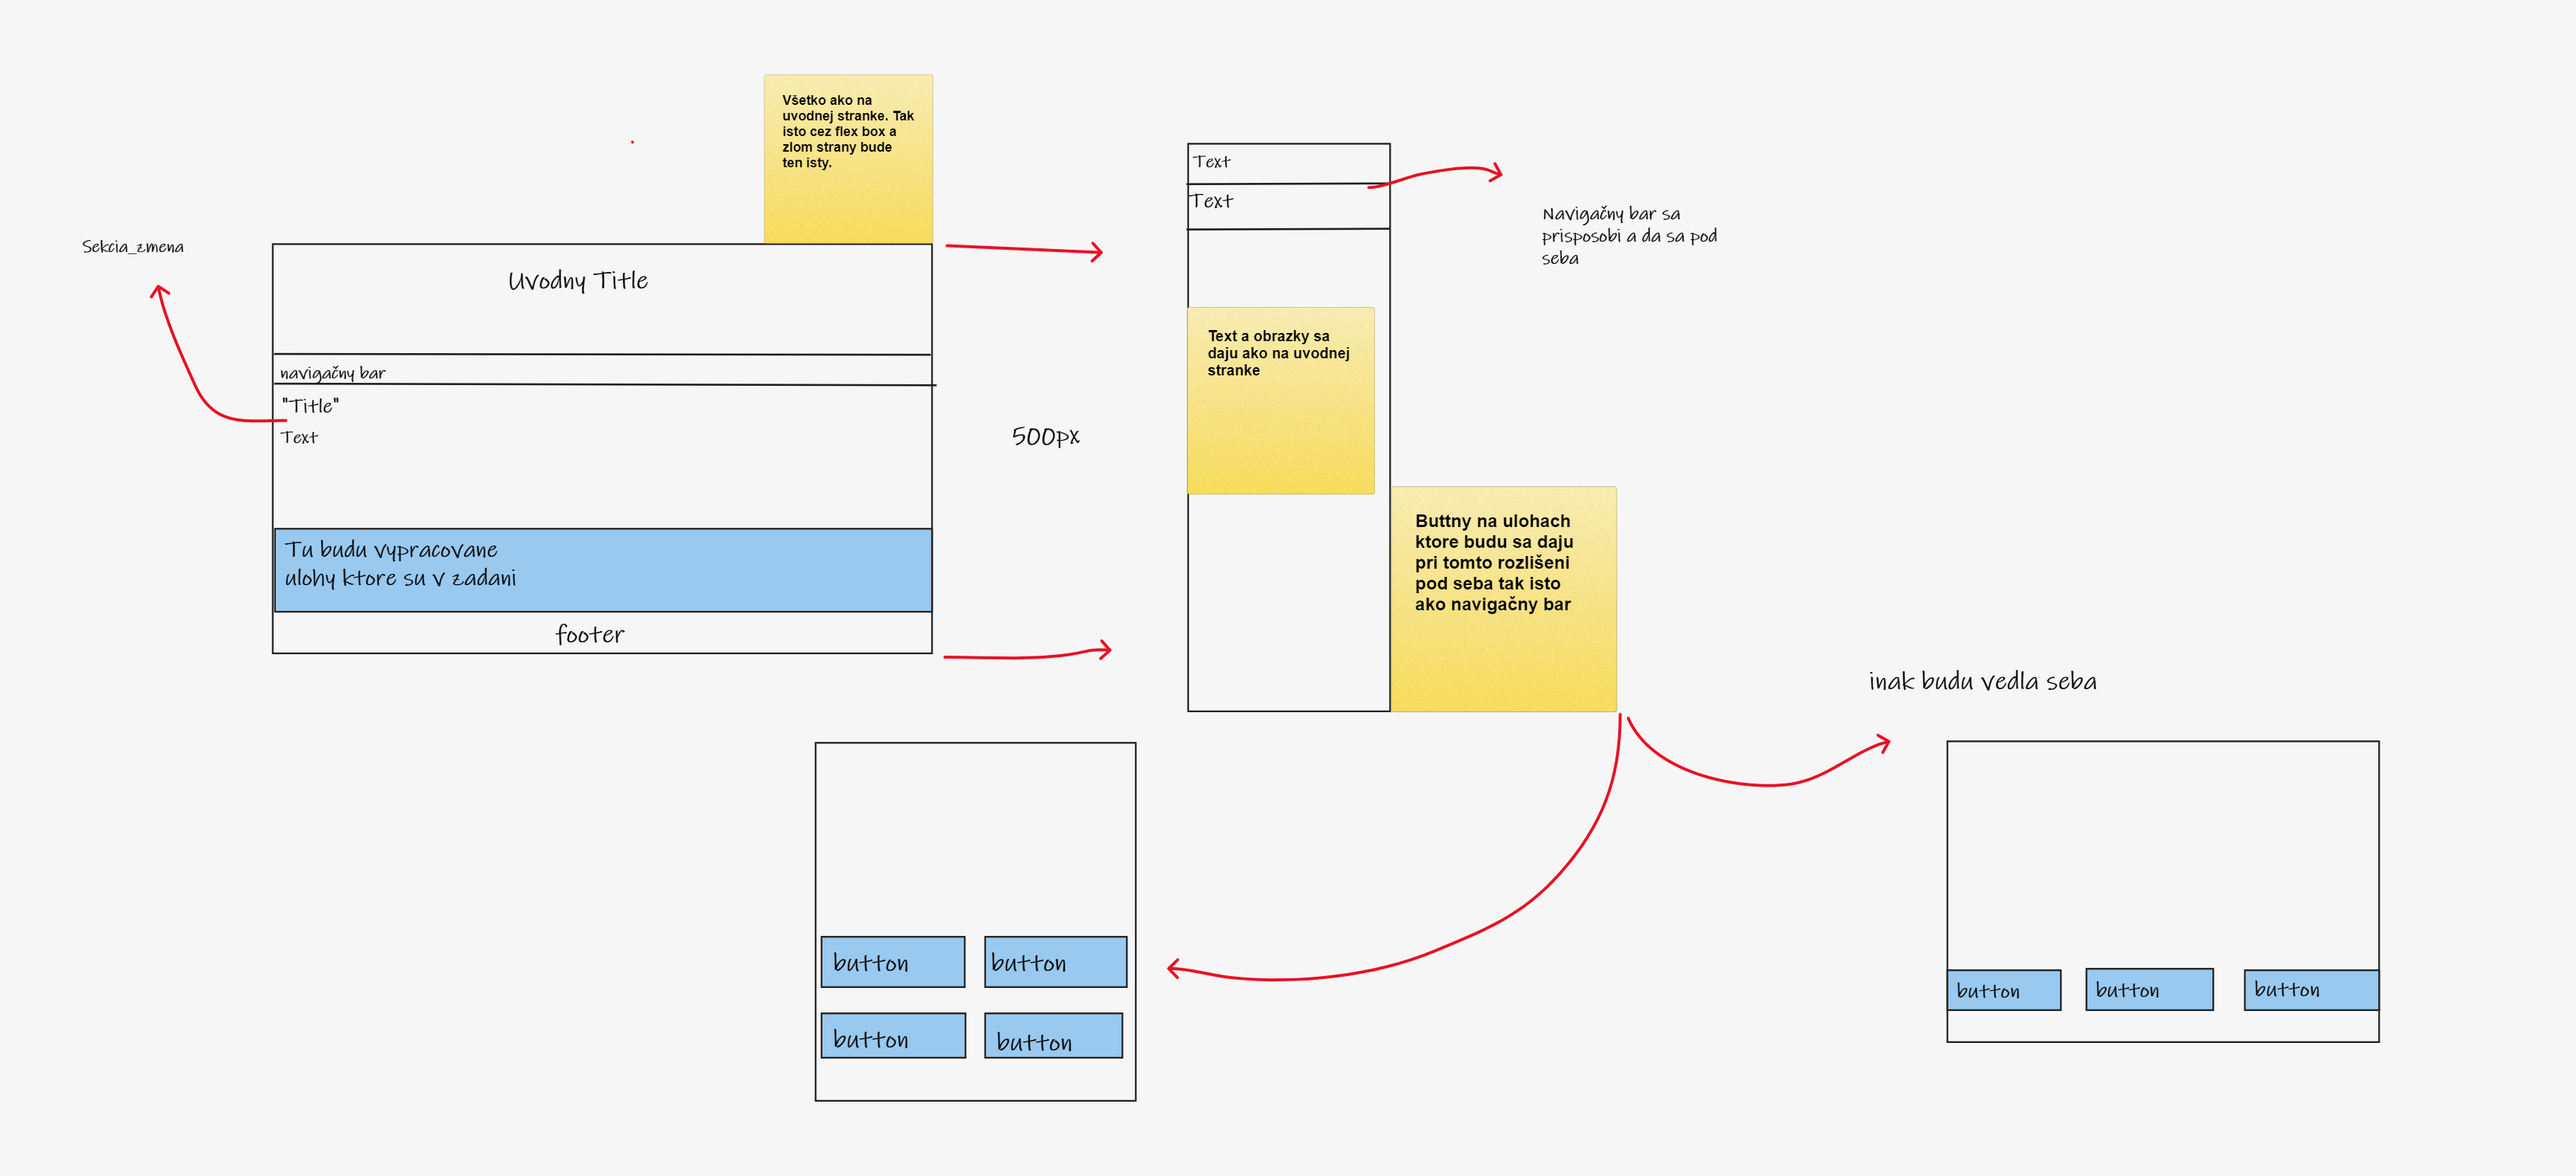 Všetko ako na
uvodnej stranke. Tak
isto cez flex box a
zlom strany bude
ten isty.
Sekcia_zmena
Uvodny Title
navigačny bar
"Title"
Text
Tu budu vypracovane
ulohy ktore su v zadani
footer
500px
Text
Text
Navigačny bar sa
prisposobi a da sa pod
seba
Text a obrazky sa
daju ako na uvodnej
stranke
Buttny na ulohach
ktore budu sa daju
pri tomto rozlišeni
pod seba tak isto
ako navigačny bar
inak budu vedla seba
button
button
button
button
button
button
button